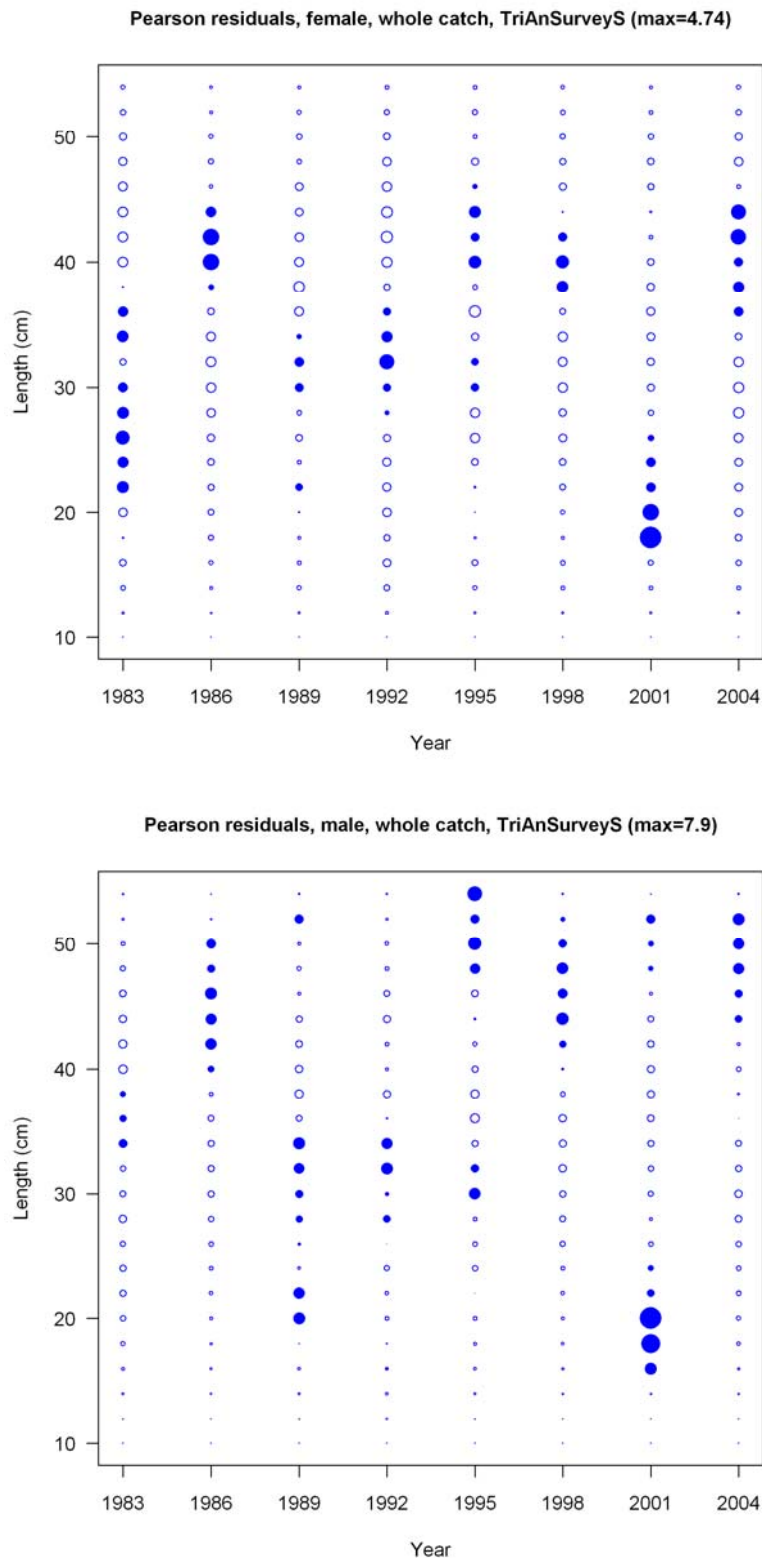 Pearson residuals, female, whole catch, TriAnSurveyS (max=4.74)
50
40
30
20
10
Length (cm)
1983 1986 1989 1992 1995 1998 2001 2004
Year
Pearson residuals, male, whole catch, TriAnSurveyS (max=7.9)
50
40
30
20
10
Length (cm)
1983 1986 1989 1992 1995 1998 2001 2004
Year